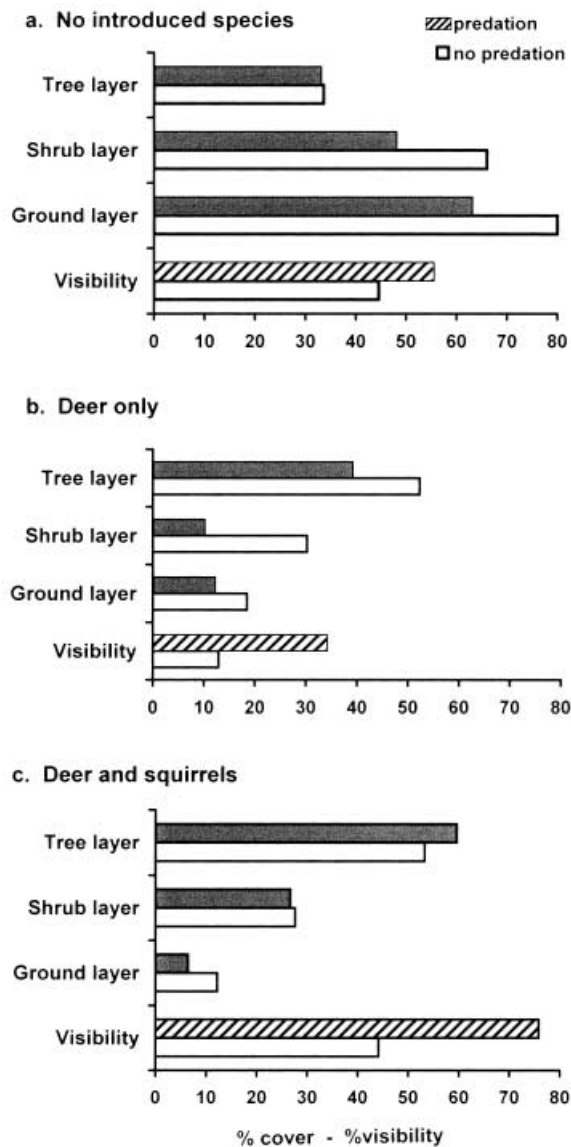 a. No introduced species
predation
no predation
Tree layer
Shrub layer
Ground layer
Visibility
0 10 20 30 40 50 60 70 80
b. Deer only
Tree layer
Shrub layer
Ground layer
Visibility
0 10 20 30 40 50 60 70 80
c. Deer and squirrels
Tree layer
Shrub layer
Ground layer
Visibility
0 10 20 30 40 50 60 70 80
% cover - %visibility